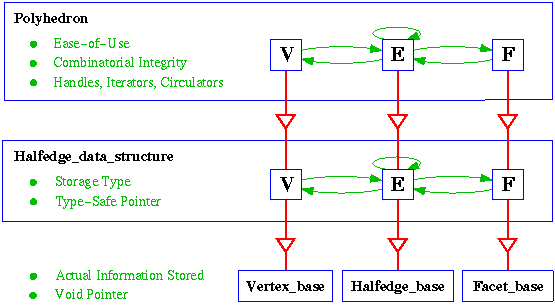 Polyhedron
Ease-of-Use
Combinatorial Integrity
Handles, Iterators, Circulators
V E F
Halfedge_data_structure
Storage Type
Type-Safe Pointer
V E F
Actual Information Stored
Void Pointer
Vertex_base Halfedge_base Facet_base